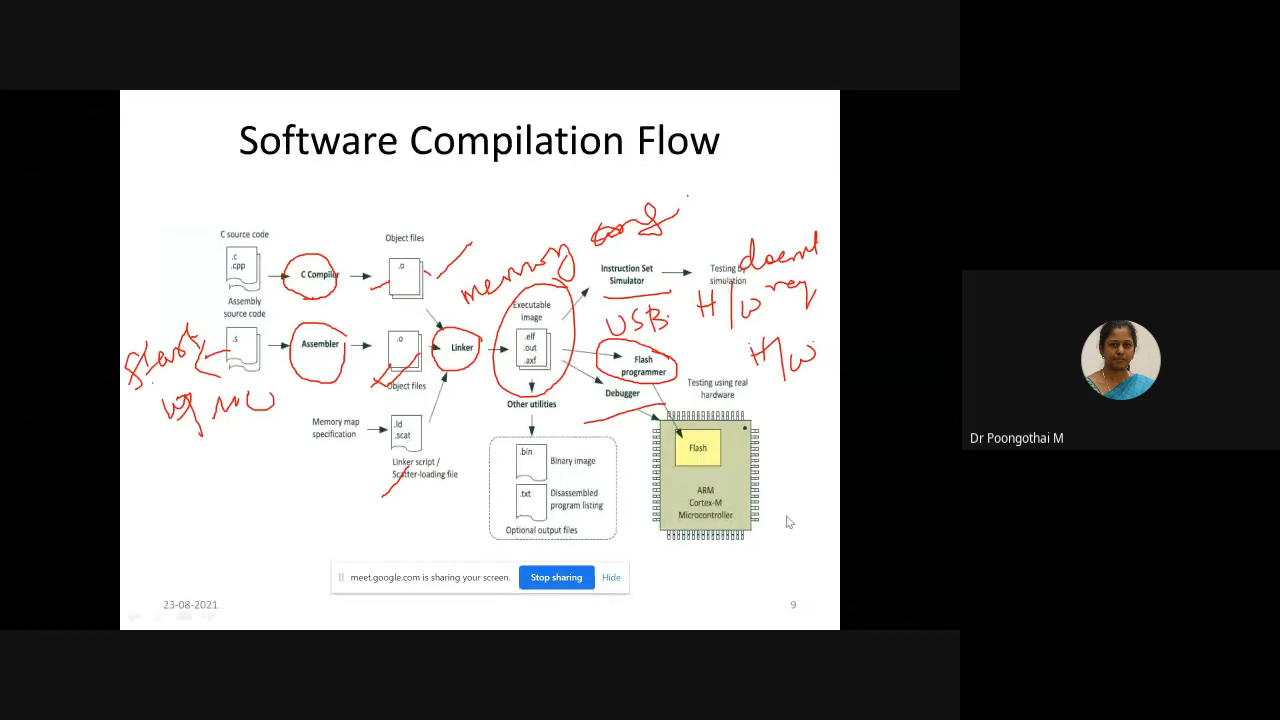 Software Compilation Flow
C source code
.c
.cpp
C Compiler
Object files
.o
memory
Instruction Set
Simulator
Testing by
simulation
doesnt
req
H/W
Assembly
source code
.s
Assembler
.o
Object files
Start
of
Linker
Executable
image
.elf
.out
.axf
USB
H/W
Flash
programmer
Debugger
Testing using real
hardware
Other utilities
Memory map
specification
.ld
.scat
Linker script /
Scatter-loading file
.bin
Binary image
.txt
Disassembled
program listing
Optional output files
Flash
ARM
Cortex-M
Microcontroller
meet.google.com is sharing your screen.
Stop sharing
Hide
23-08-2021
9
Dr Poongothai M